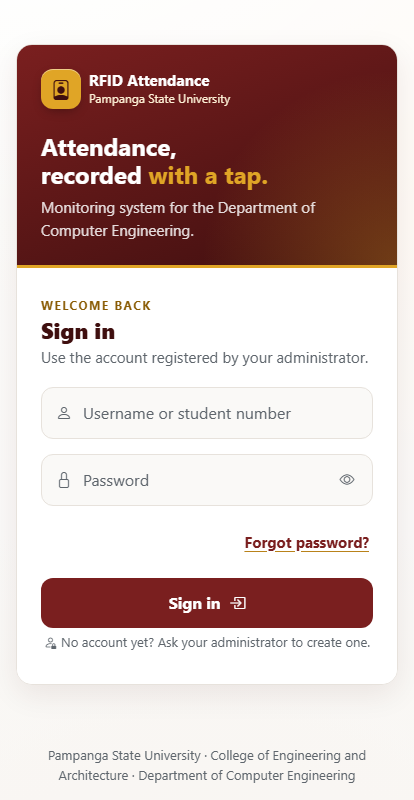 RFID Attendance
Pampanga State University
Attendance,
recorded with a tap.
Monitoring system for the Department of
Computer Engineering.
WELCOME BACK
Sign in
Use the account registered by your administrator.
Username or student number
Password
Forgot password?
Sign in
No account yet? Ask your administrator to create one.
Pampanga State University · College of Engineering and
Architecture · Department of Computer Engineering